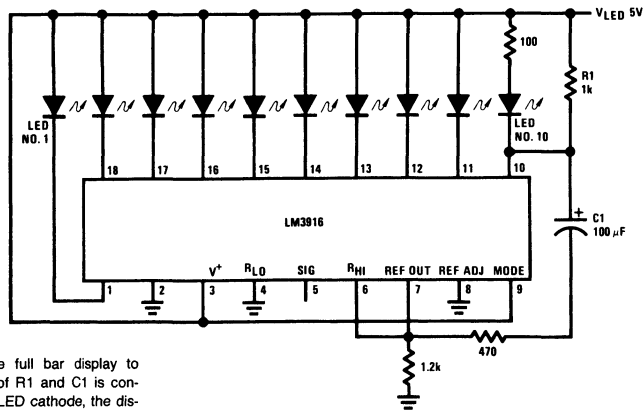 VLED 5V
100
R1
1k
LED
NO. 1
LED
NO. 10
18 17 16 15 14 13 12 11 10
C1
100 μF
+
LM3916
V+ RLO SIG RHI REF OUT REF ADJ MODE
1 2 3 4 5 6 7 8 9
470
1.2k
e full bar display to
of R1 and C1 is con-
LED cathode, the dis-